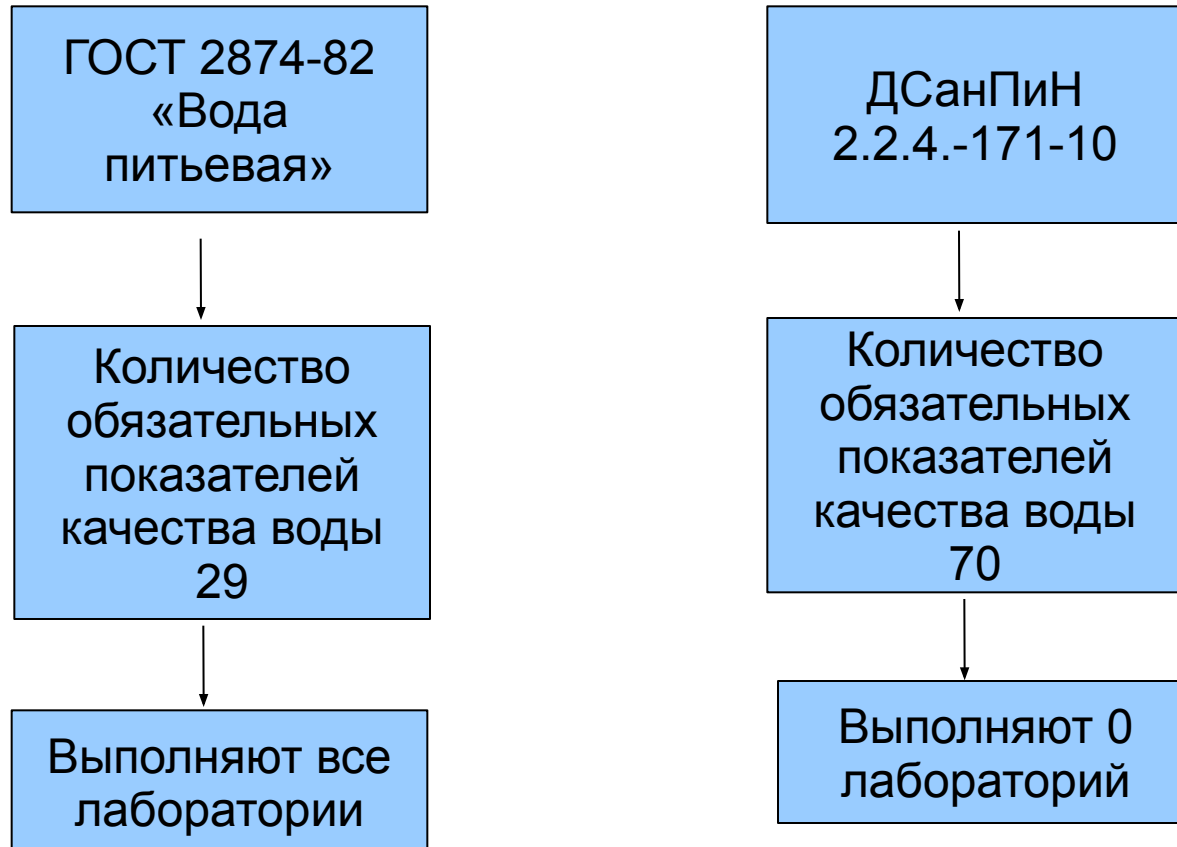 ГОСТ 2874-82
«Вода
питьевая»
Количество
обязательных
показателей
качества воды
29
Выполняют все
лаборатории
ДСанПиН
2.2.4.-171-10
Количество
обязательных
показателей
качества воды
70
Выполняют 0
лабораторий